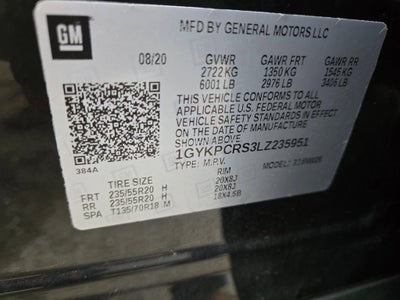 GM
MFD BY GENERAL MOTORS LLC
08/20 GVWR GAWR FRT GAWR RR
2722 KG 1350 KG 1545 KG
6001 LB 2976 LB 3406 LB
THIS VEHICLE CONFORMS TO ALL
APPLICABLE U.S. FEDERAL MOTOR
VEHICLE SAFETY STANDARDS IN EFFECT
ON THE DATE OF MANUFACTURE
SHOWN ABOVE
1GYKPCRS3LZ235951
TYPE: M.P.V. MODEL:
384A
TIRE SIZE RIM
FRT 235/55R20 H 20X8J
RR 235/55R20 H 20X8J
SPA T135/70R18 M 18X4.5B